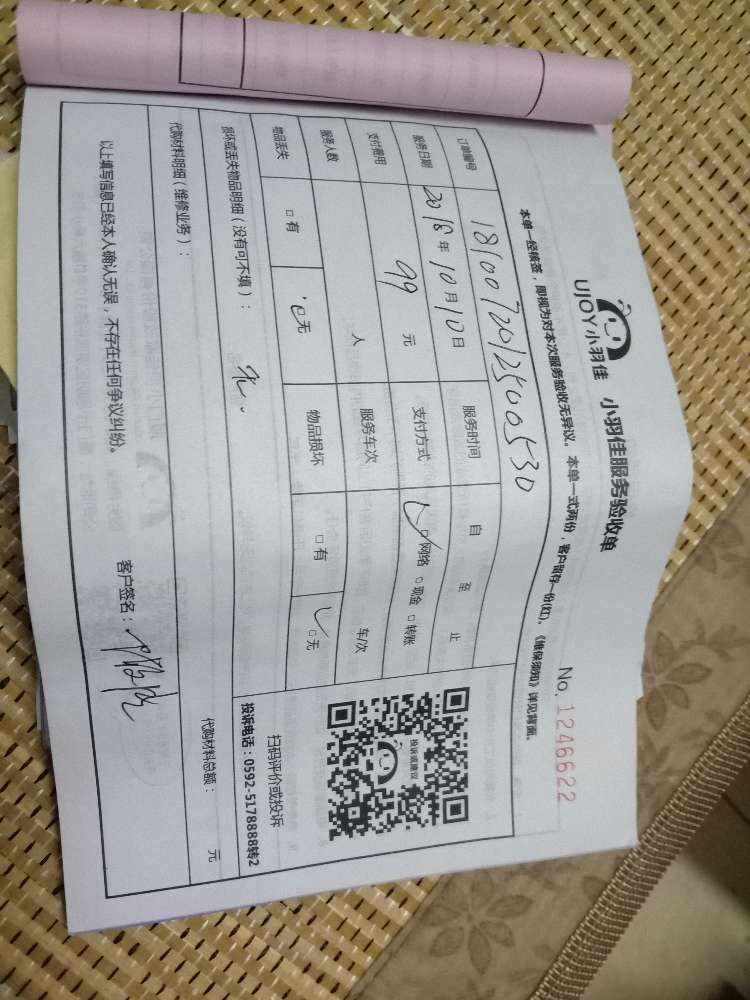 UJOY小羽佳 小羽佳服务验收单
No. 1246622
本单一经核签，即视为对本次服务验收无异议。本单一式两份，客户留存一份(红)。《维保须知》详见背面。
订单编号 1810072012500530
服务日期 2018年10月10日 服务时间 自 至 止
支付费用 99 元 支付方式 ☑网络 □现金 □转账
服务人数 人 服务车次 车/次
物品丢失 □有 ☑无 物品损坏 □有 ☑无
损坏或丢失物品明细（没有可不填）： 无.
投诉或建议
扫码评价或投诉
投诉电话：0592-5178888转2
代购材料明细（维修业务）： 代购材料总额： 元
以上填写信息已经本人确认无误，不存在任何争议纠纷。 客户签名：